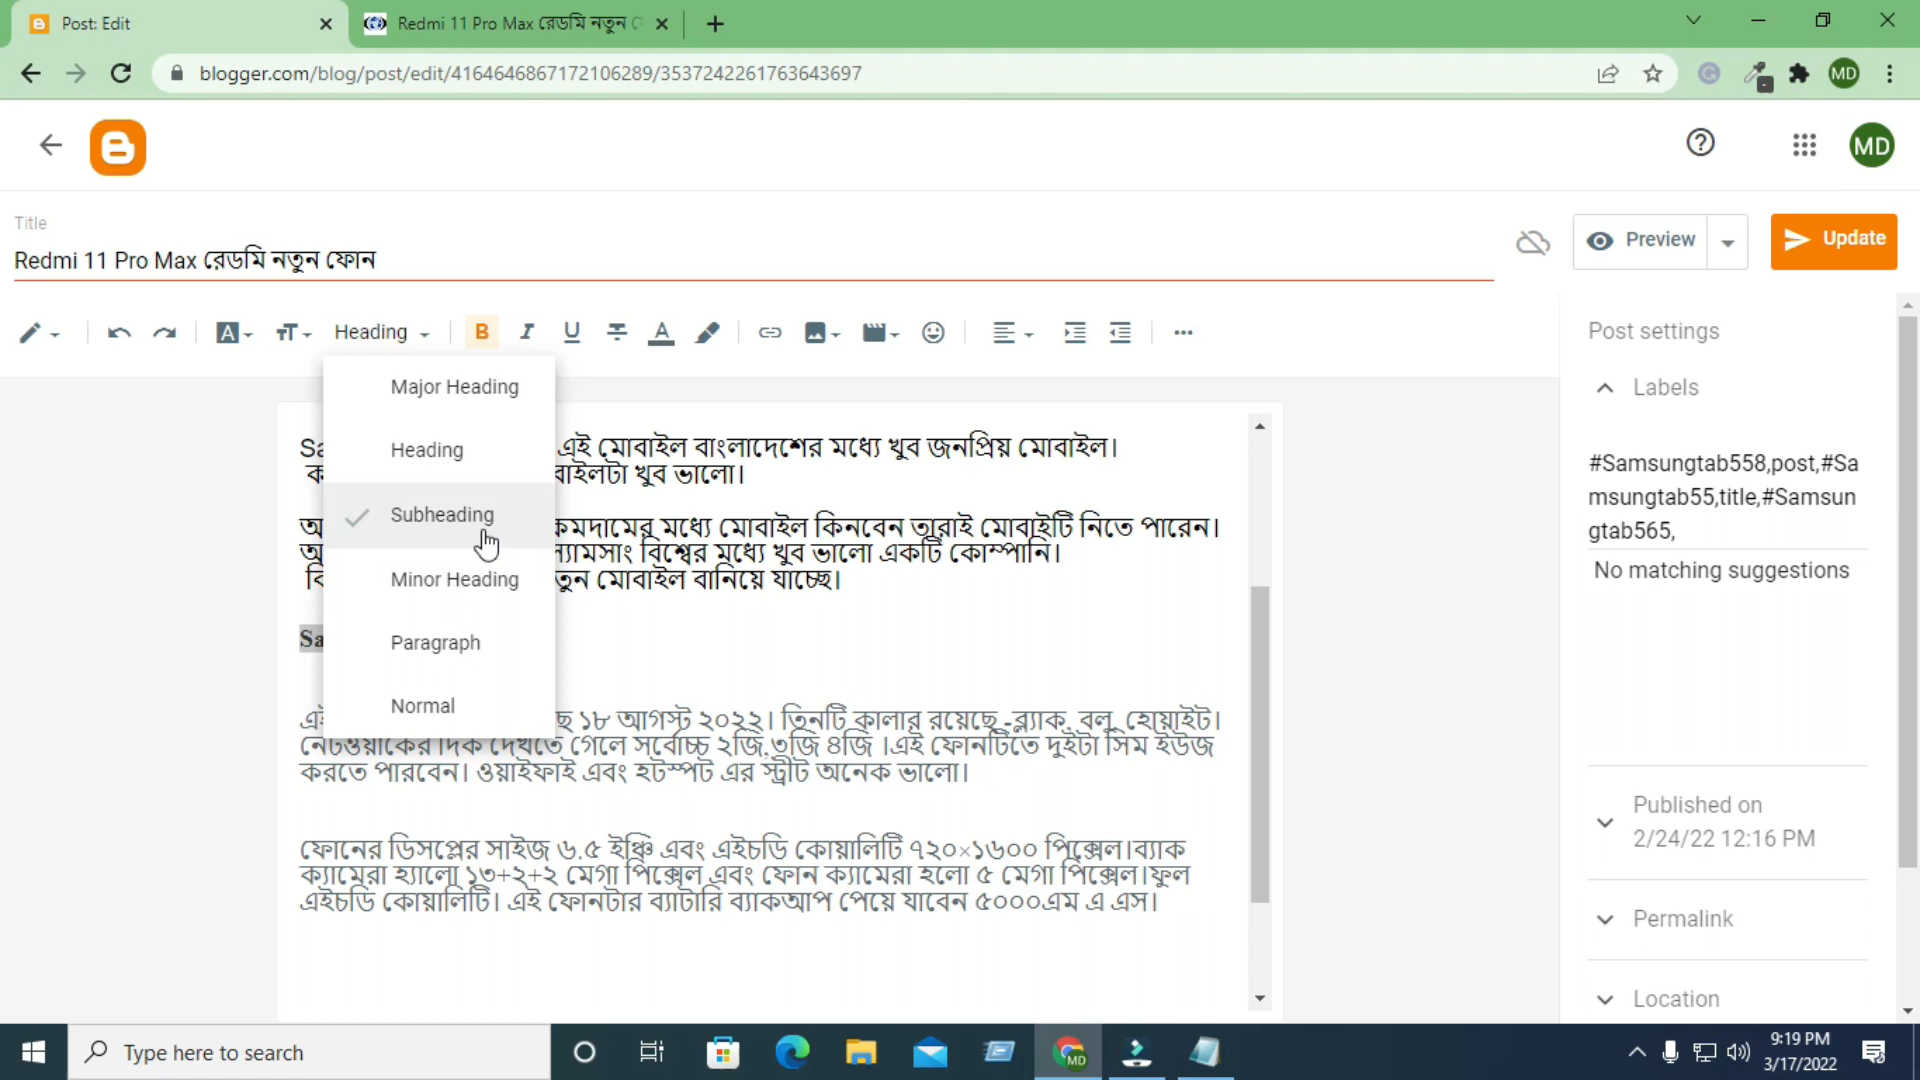 Post: Edit
Redmi 11 Pro Max রেডমি নতুন
blogger.com/blog/post/edit/4164646867172106289/3537242261763643697
MD
MD
Title
Redmi 11 Pro Max রেডমি নতুন ফোন
Preview
Update
Heading
B
Post settings
Major Heading
Heading
Subheading
Minor Heading
Paragraph
Normal
Sa এই মোবাইল বাংলাদেশের মধ্যে খুব জনপ্রিয় মোবাইল।
খুব ভালো।
কমদামের মধ্যে মোবাইল কিনবেন তারাই মোবাইটি নিতে পারেন।
বিশ্বের মধ্যে খুব ভালো একটি কোম্পানি।
মোবাইল বানিয়ে যাচ্ছে।
Sa
১৮ আগস্ট ২০২২। তিনটি কালার রয়েছে -ব্ল্যাক, বলু, হোয়াইট।
নেটওয়ার্কের দিক দেখতে গেলে সর্বোচ্চ ২জি,৩জি ৪জি ।এই ফোনটিতে দুইটা সিম ইউজ
করতে পারবেন। ওয়াইফাই এবং হটস্পট এর স্ট্রীট অনেক ভালো।
ফোনের ডিসপ্লের সাইজ ৬.৫ ইঞ্চি এবং এইচডি কোয়ালিটি ৭২০×১৬০০ পিক্সেল।ব্যাক
ক্যামেরা হ্যালো ১৩+২+২ মেগা পিক্সেল এবং ফোন ক্যামেরা হলো ৫ মেগা পিক্সেল।ফুল
এইচডি কোয়ালিটি। এই ফোনটার ব্যাটারি ব্যাকআপ পেয়ে যাবেন ৫০০০এম এ এস।
Labels
#Samsungtab558,post,#Sa
msungtab55,title,#Samsun
gtab565,
No matching suggestions
Published on
2/24/22 12:16 PM
Permalink
Location
Type here to search
MD
9:19 PM
3/17/2022